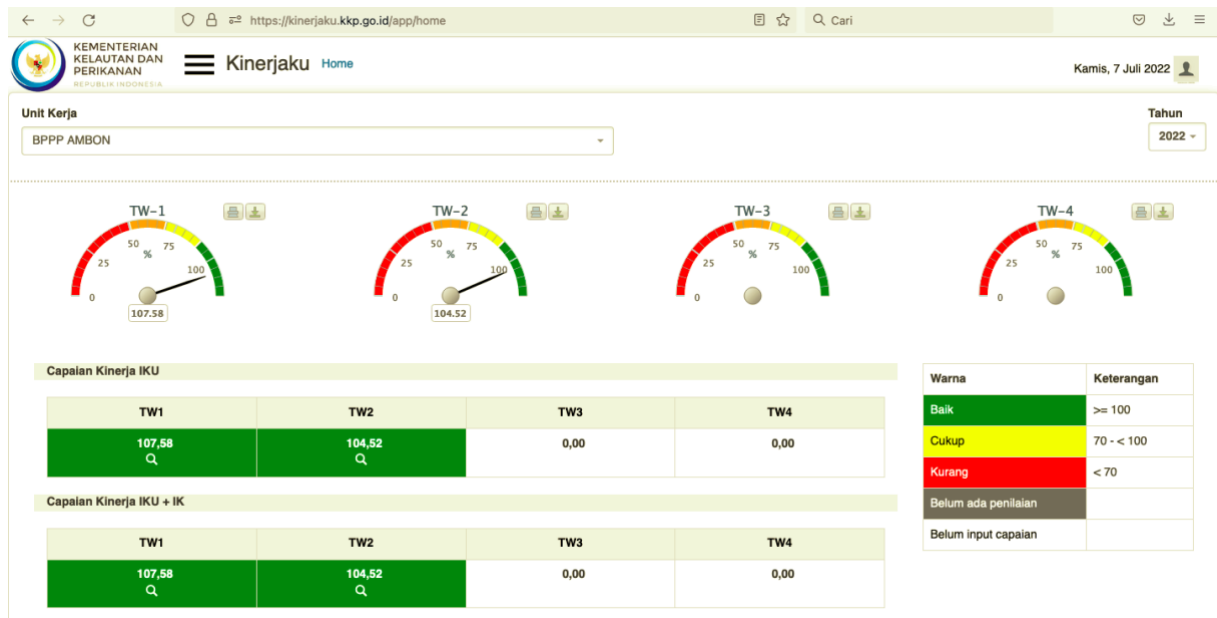 https://kinerjaku.kkp.go.id/app/home
Cari
KEMENTERIAN
KELAUTAN DAN
PERIKANAN
REPUBLIK INDONESIA
Kinerjaku Home
Kamis, 7 Juli 2022
Unit Kerja
Tahun
BPPP AMBON
2022
TW-1
0
25
50
75
100
%
107.58
TW-2
0
25
50
75
100
%
104.52
TW-3
0
25
50
75
100
%
TW-4
0
25
50
75
100
%
Capaian Kinerja IKU
TW1 TW2 TW3 TW4
107,58 104,52 0,00 0,00
Capaian Kinerja IKU + IK
TW1 TW2 TW3 TW4
107,58 104,52 0,00 0,00
Warna Keterangan
Baik >= 100
Cukup 70 - < 100
Kurang < 70
Belum ada penilaian
Belum input capaian